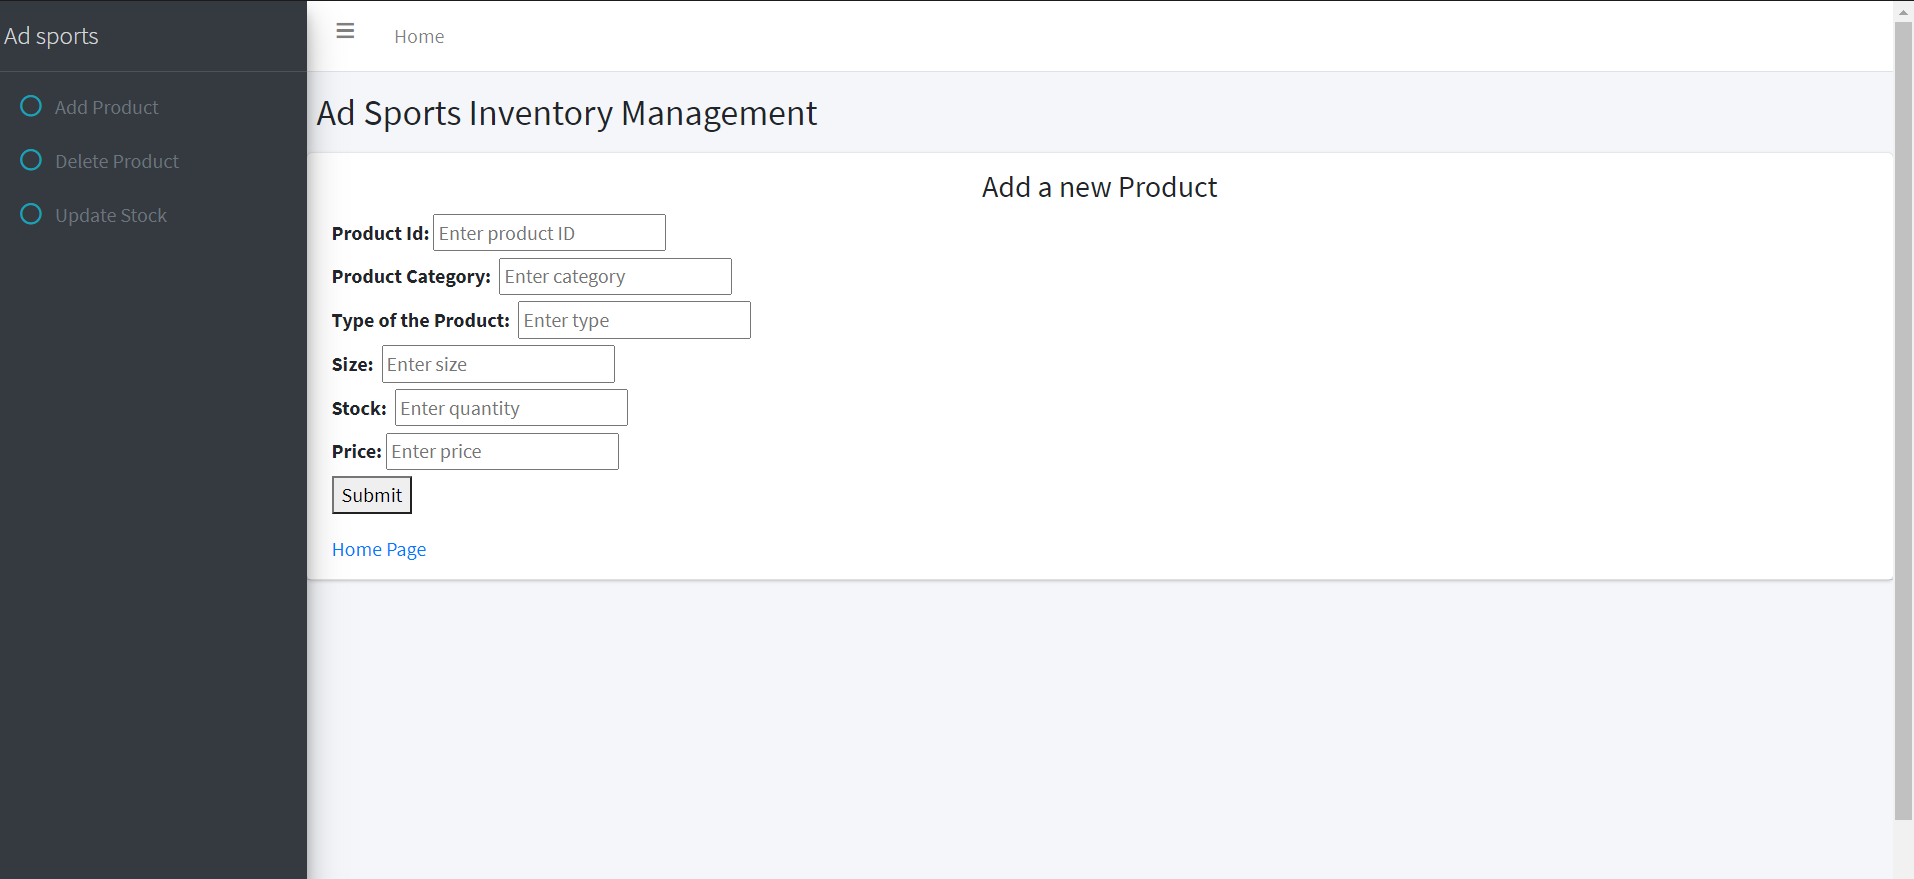 Ad sports
Add Product
Delete Product
Update Stock
Home
Ad Sports Inventory Management
Add a new Product
Product Id: Enter product ID
Product Category: Enter category
Type of the Product: Enter type
Size: Enter size
Stock: Enter quantity
Price: Enter price
Submit
Home Page